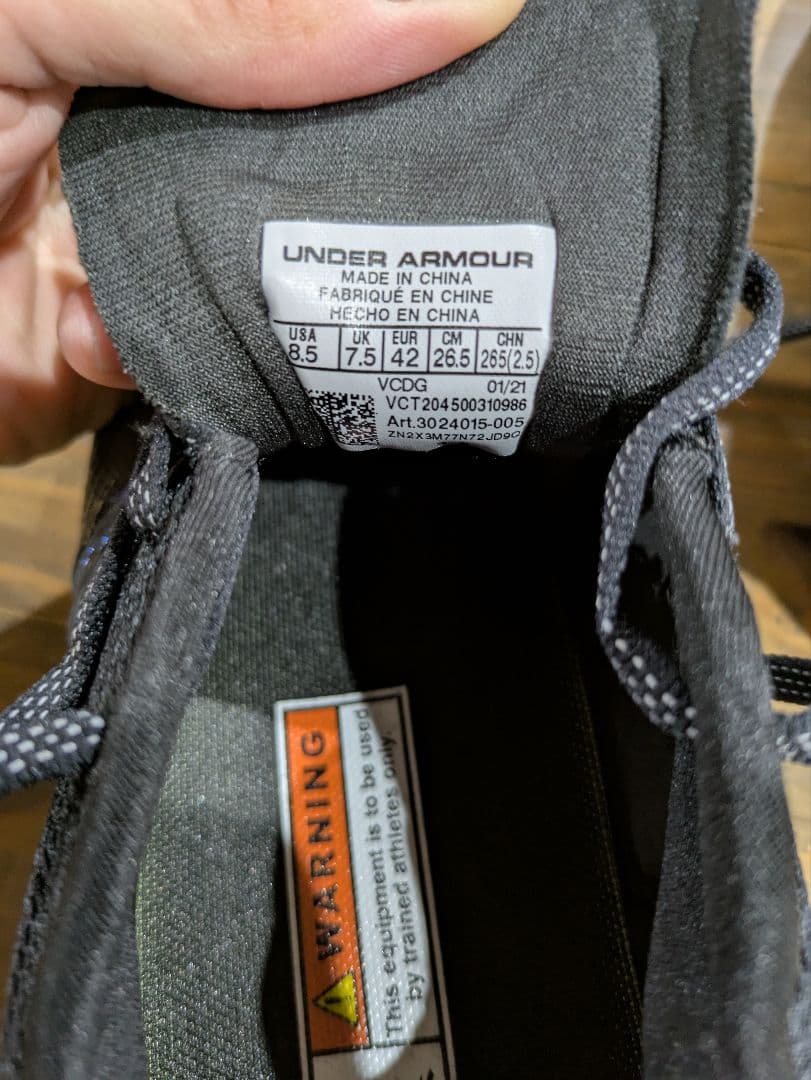 UNDER ARMOUR
MADE IN CHINA
FABRIQUÉ EN CHINE
HECHO EN CHINA
USA UK EUR CM CHN
8.5 7.5 42 26.5 265(2.5)
VCDG 01/21
VCT204500310986
Art.3024015-005
ZN2X3M77N72JD9Q
WARNING
This equipment is to be used
by trained athletes only.